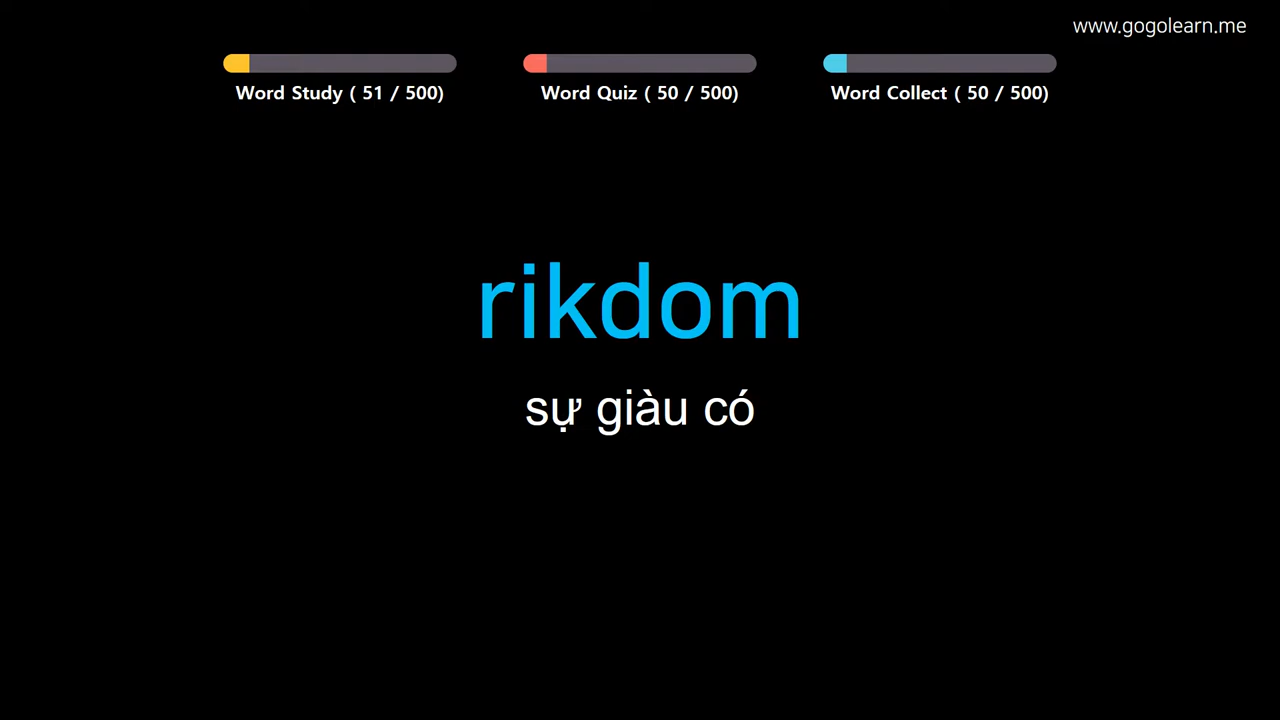 www.gogolearn.me
Word Study ( 51 / 500)
Word Quiz ( 50 / 500)
Word Collect ( 50 / 500)
rikdom
sự giàu có